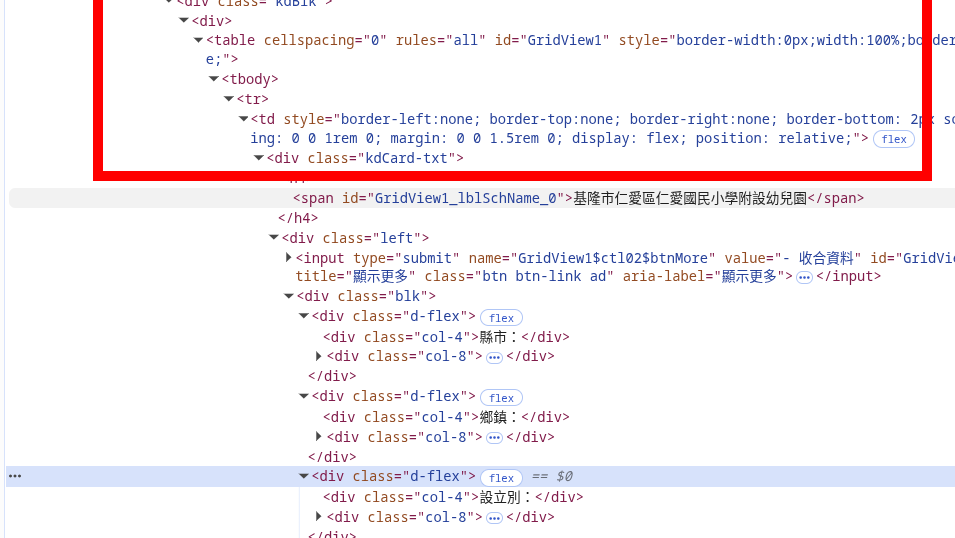 <div class="kdBlk">
<div>
<table cellspacing="0" rules="all" id="GridView1" style="border-width:0px;width:100%;border
e;">
<tbody>
<tr>
<td style="border-left:none; border-top:none; border-right:none; border-bottom: 2px so
ing: 0 0 1rem 0; margin: 0 0 1.5rem 0; display: flex; position: relative;"> flex
<div class="kdCard-txt">
<span id="GridView1_lblSchName_0">基隆市仁愛區仁愛國民小學附設幼兒園</span>
</h4>
<div class="left">
<input type="submit" name="GridView1$ctl02$btnMore" value="- 收合資料" id="GridVi
title="顯示更多" class="btn btn-link ad" aria-label="顯示更多"> ••• </input>
<div class="blk">
<div class="d-flex"> flex
<div class="col-4">縣市：</div>
<div class="col-8"> ••• </div>
</div>
<div class="d-flex"> flex
<div class="col-4">鄉鎮：</div>
<div class="col-8"> ••• </div>
</div>
••• <div class="d-flex"> flex == $0
<div class="col-4">設立別：</div>
<div class="col-8"> ••• </div>
</div>